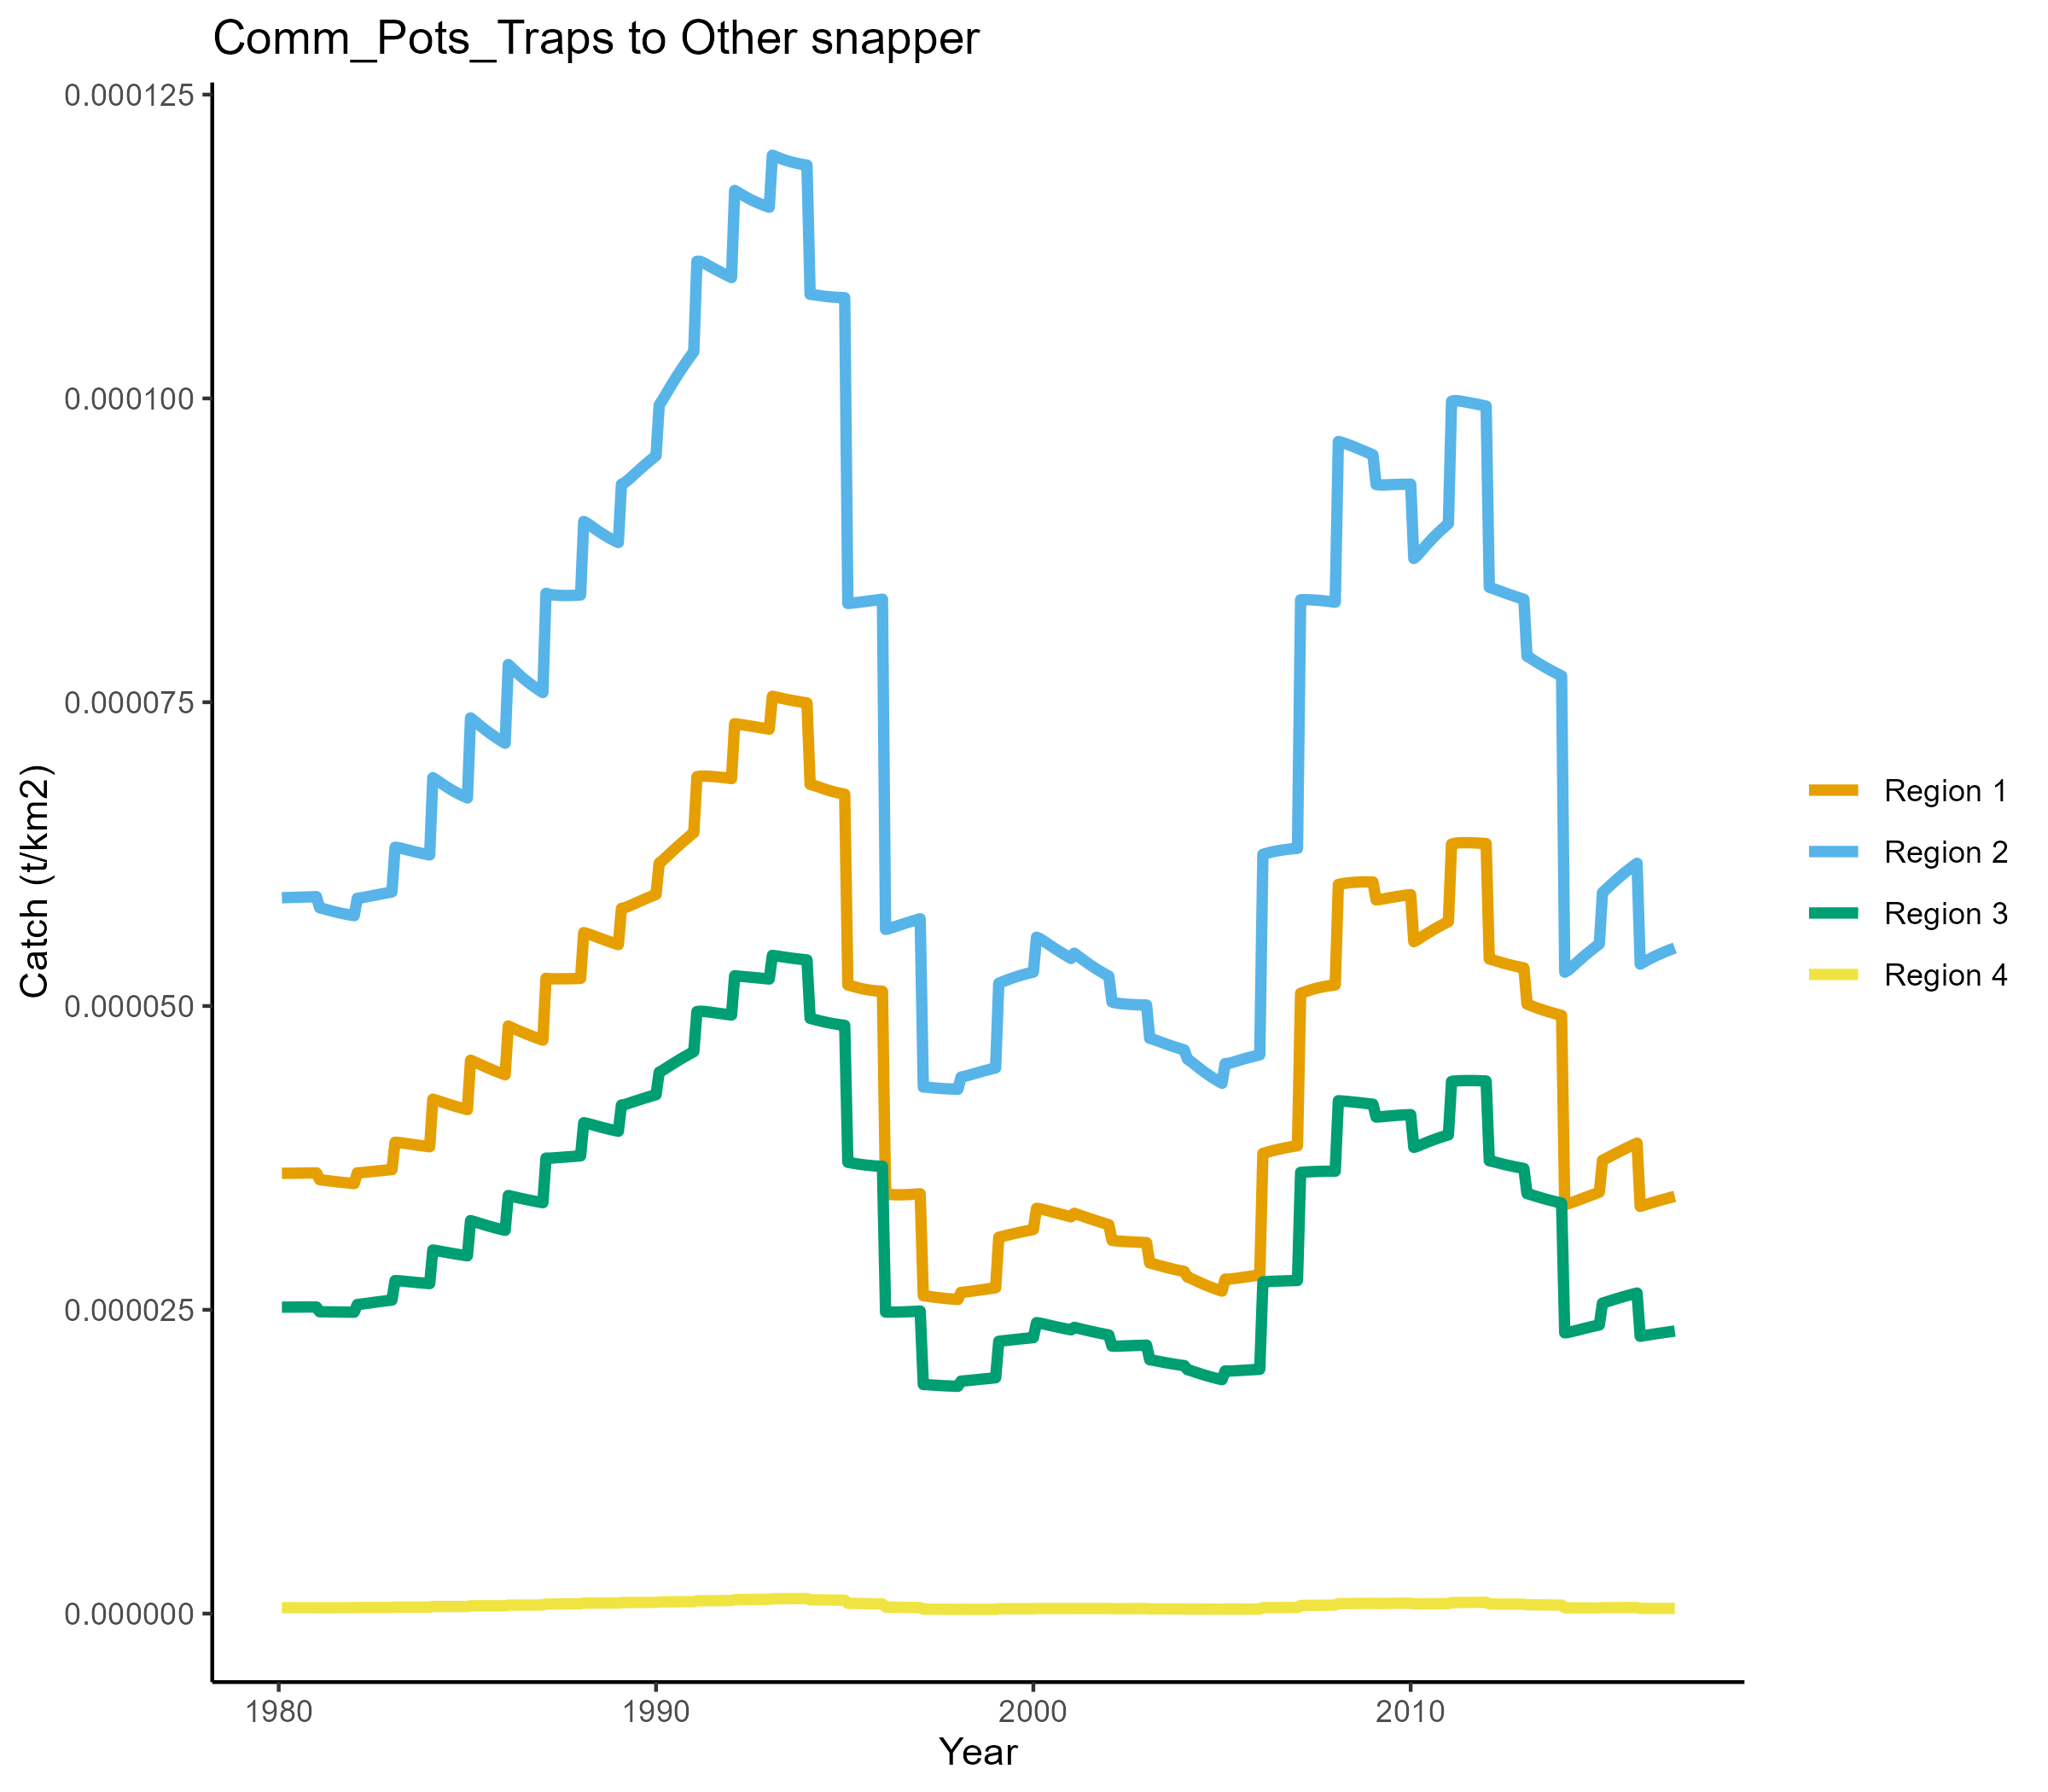 Comm_Pots_Traps to Other snapper
Catch (t/km2)
0.000125
0.000100
0.000075
0.000050
0.000025
0.000000
1980 1990 2000 2010
Year
Region 1
Region 2
Region 3
Region 4